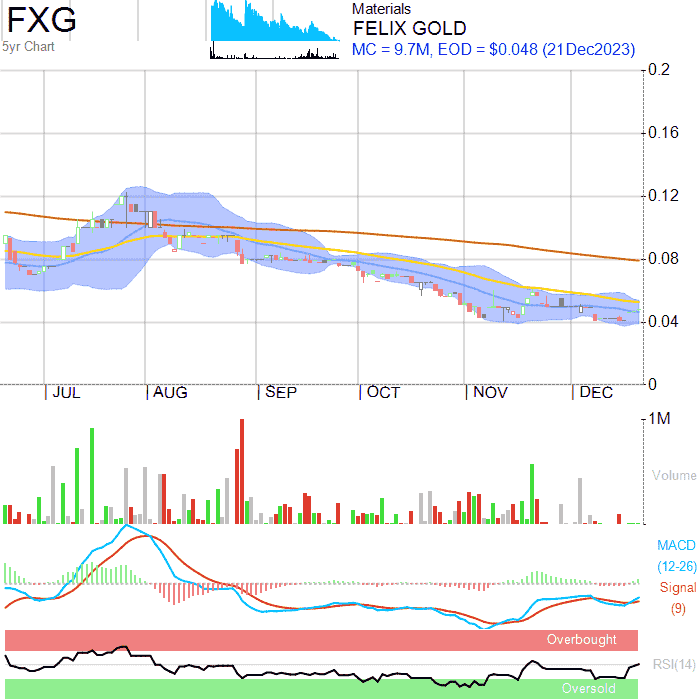 FXG
5yr Chart
Materials
FELIX GOLD
MC = 9.7M, EOD = $0.048 (21Dec2023)
0.2
0.16
0.12
0.08
0.04
0
JUL AUG SEP OCT NOV DEC
1M
Volume
MACD
(12-26)
Signal
(9)
Overbought
RSI(14)
Oversold